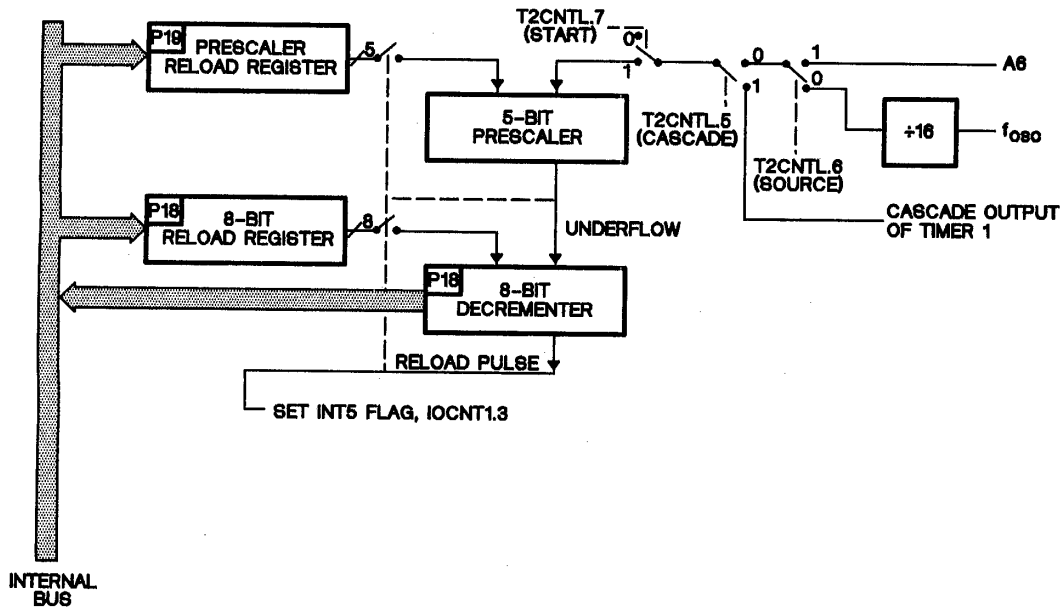 P19
PRESCALER
RELOAD REGISTER
5
T2CNTL.7
(START)
0
1
T2CNTL.5
(CASCADE)
0
1
1
0
T2CNTL.6
(SOURCE)
A6
÷16
fosc
CASCADE OUTPUT
OF TIMER 1
5-BIT
PRESCALER
UNDERFLOW
P18
8-BIT
RELOAD REGISTER
8
P18
8-BIT
DECREMENTER
RELOAD PULSE
SET INT5 FLAG, IOCNT1.3
INTERNAL
BUS